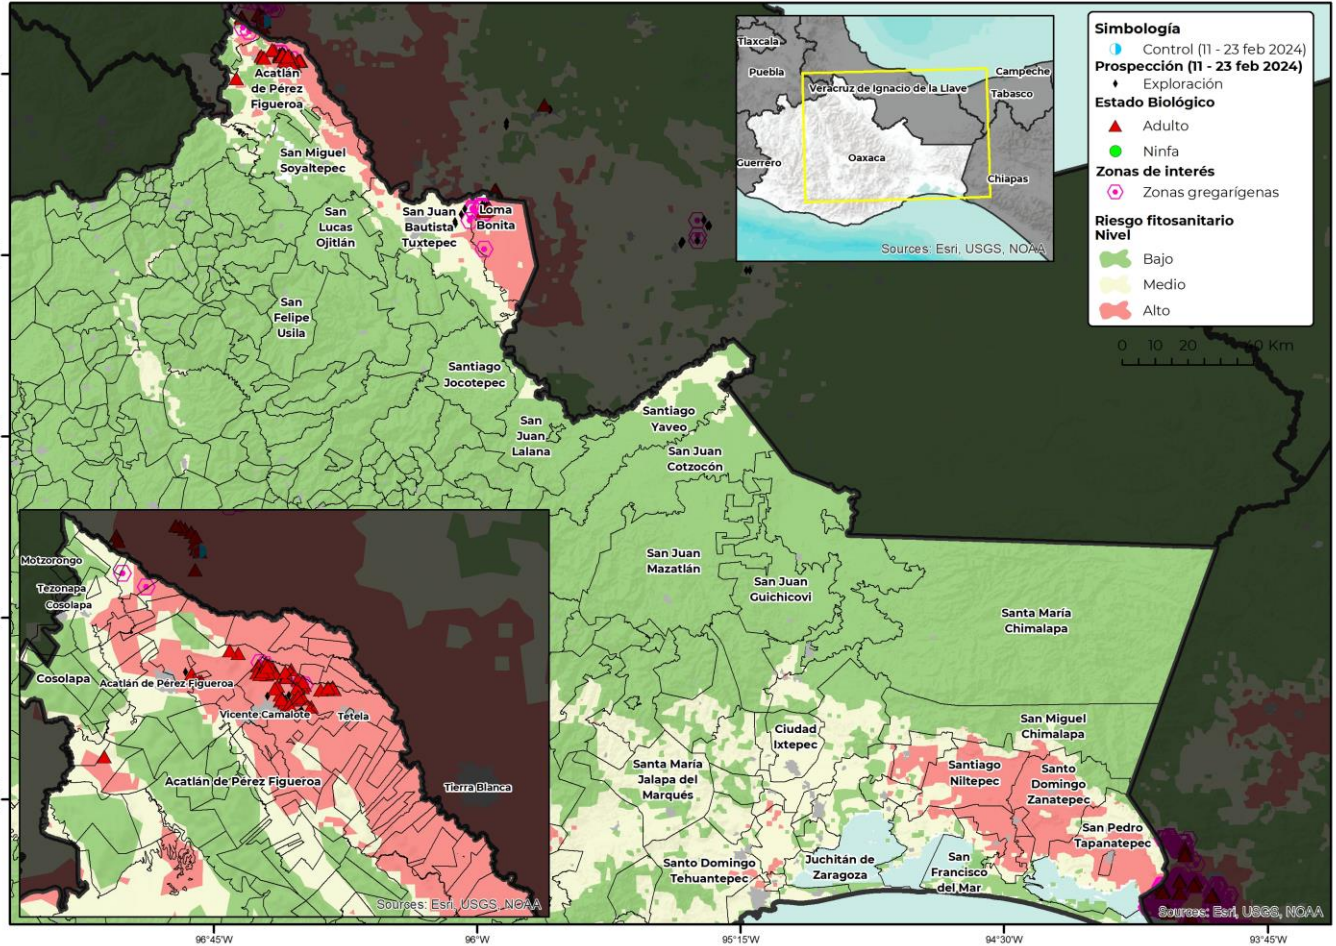 Acatlán
de Pérez
Figueroa
San Miguel
Soyaltepec
San
Lucas
Ojitlán
San Juan
Bautista
Tuxtepec
Loma
Bonita
San
Felipe
Usila
Santiago
Jocotepec
San
Juan
Lalana
Santiago
Yaveo
San Juan
Cotzocón
San Juan
Mazatlán
San Juan
Guichicovi
Santa María
Chimalapa
San Miguel
Chimalapa
Ciudad
Ixtepec
Santa María
Jalapa del
Marqués
Santiago
Niltepec
Santo
Domingo
Zanatepec
San Pedro
Tapanatepec
Santo Domingo
Tehuantepec
Juchitán de
Zaragoza
San
Francisco
del Mar
Sources: Esri, USGS, NOAA
Tlaxcala
Puebla
Veracruz de Ignacio de la Llave
Campeche
Tabasco
Guerrero
Oaxaca
Chiapas
Sources: Esri, USGS, NOAA
Simbología
Control (11 - 23 feb 2024)
Prospección (11 - 23 feb 2024)
Exploración
Estado Biológico
Adulto
Ninfa
Zonas de interés
Zonas gregarígenas
Riesgo fitosanitario
Nivel
Bajo
Medio
Alto
0 10 20 40 Km
Motzorongo
Tezonapa
Cosolapa
Cosolapa
Acatlán de Pérez Figueroa
Vicente Camalote
Tetela
Acatlán de Pérez Figueroa
Tierra Blanca
Sources: Esri, USGS, NOAA
96°45'W 96°W 95°15'W 94°30'W 93°45'W